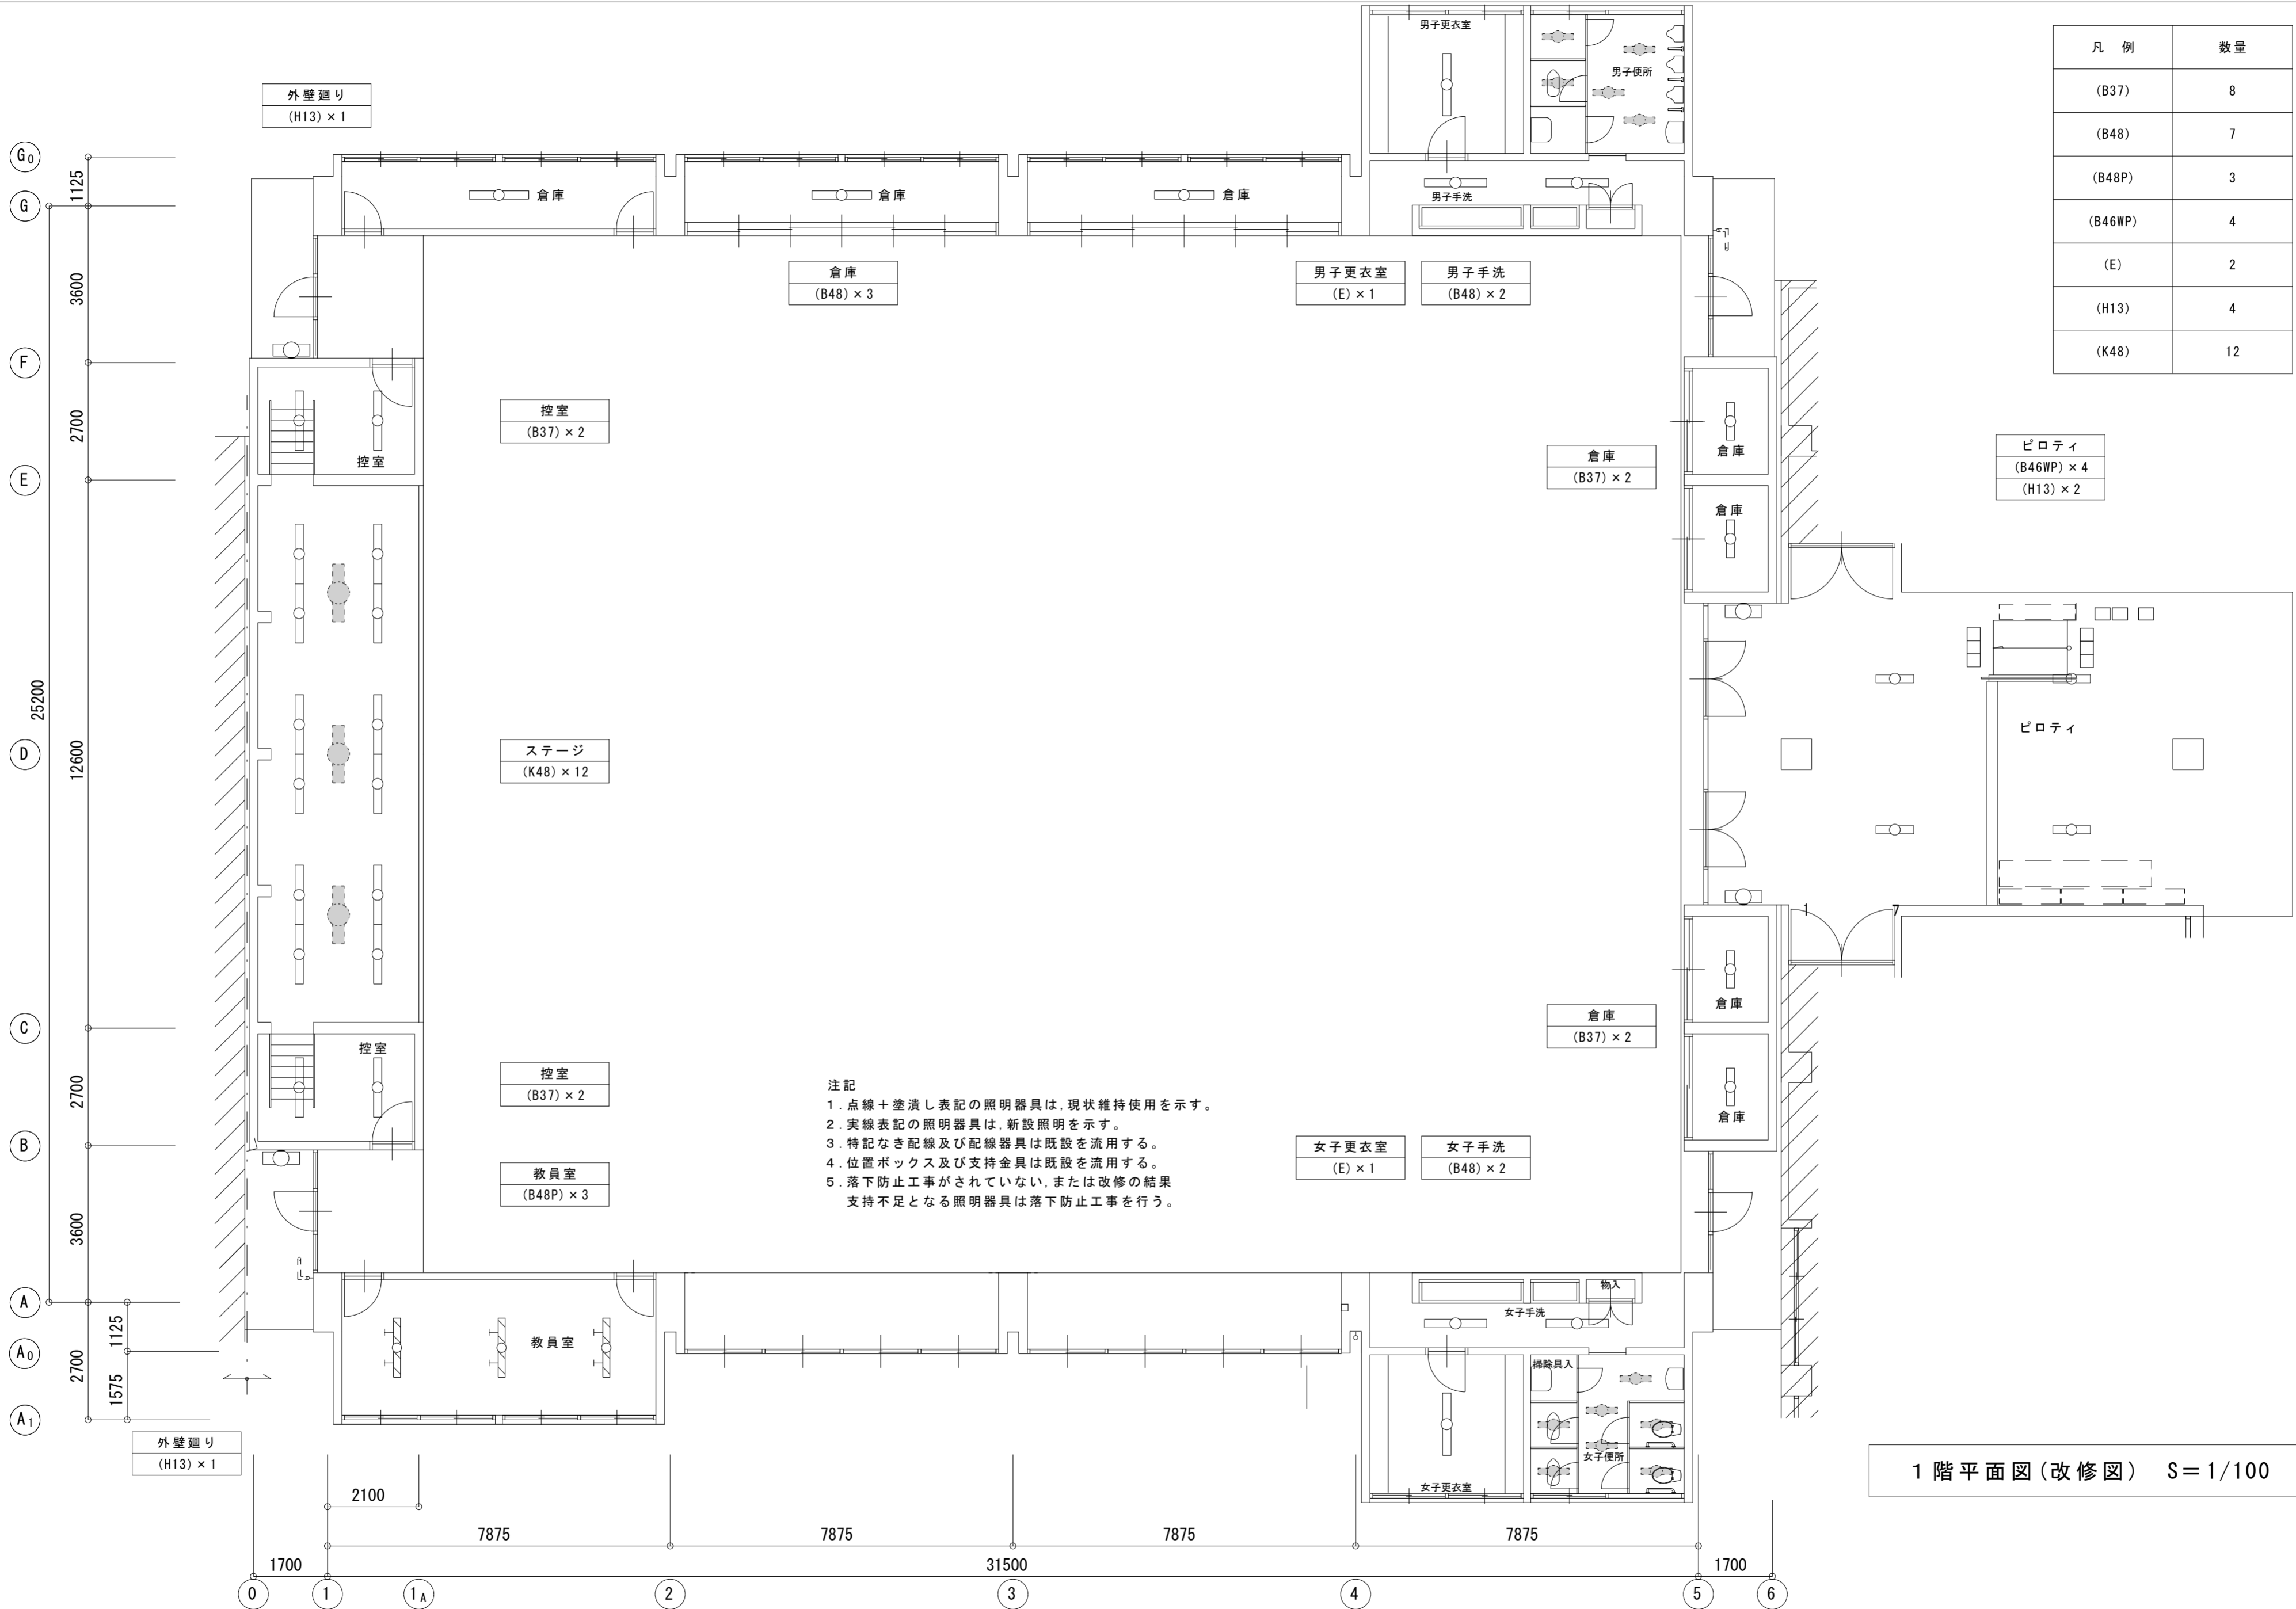 男子更衣室
男子便所
凡 例 数量
(B37) 8
(B48) 7
(B48P) 3
(B46WP) 4
(E) 2
(H13) 4
(K48) 12
外壁廻り
(H13) × 1
G0
1125
G
倉庫
倉庫
倉庫
男子手洗
3600
倉庫
(B48) × 3
男子更衣室
(E) × 1
男子手洗
(B48) × 2
F
2700
控室
(B37) × 2
控室
倉庫
(B37) × 2
倉庫
倉庫
ピロティ
(B46WP) × 4
(H13) × 2
E
25200
12600
D
ステージ
(K48) × 12
ピロティ
1 7
C
控室
倉庫
倉庫
(B37) × 2
2700
控室
(B37) × 2
倉庫
注記
1.点線+塗潰し表記の照明器具は,現状維持使用を示す。
2.実線表記の照明器具は,新設照明を示す。
3.特記なき配線及び配線器具は既設を流用する。
4.位置ボックス及び支持金具は既設を流用する。
5.落下防止工事がされていない,または改修の結果
支持不足となる照明器具は落下防止工事を行う。
B
教員室
(B48P) × 3
女子更衣室
(E) × 1
女子手洗
(B48) × 2
3600
A
物入
女子手洗
1125
教員室
A0
2700
1575
掃除具入
A1
女子便所
女子更衣室
外壁廻り
(H13) × 1
1階平面図(改修図) S=1/100
2100
7875 7875 7875 7875
1700 31500 1700
0 1 1A 2 3 4 5 6